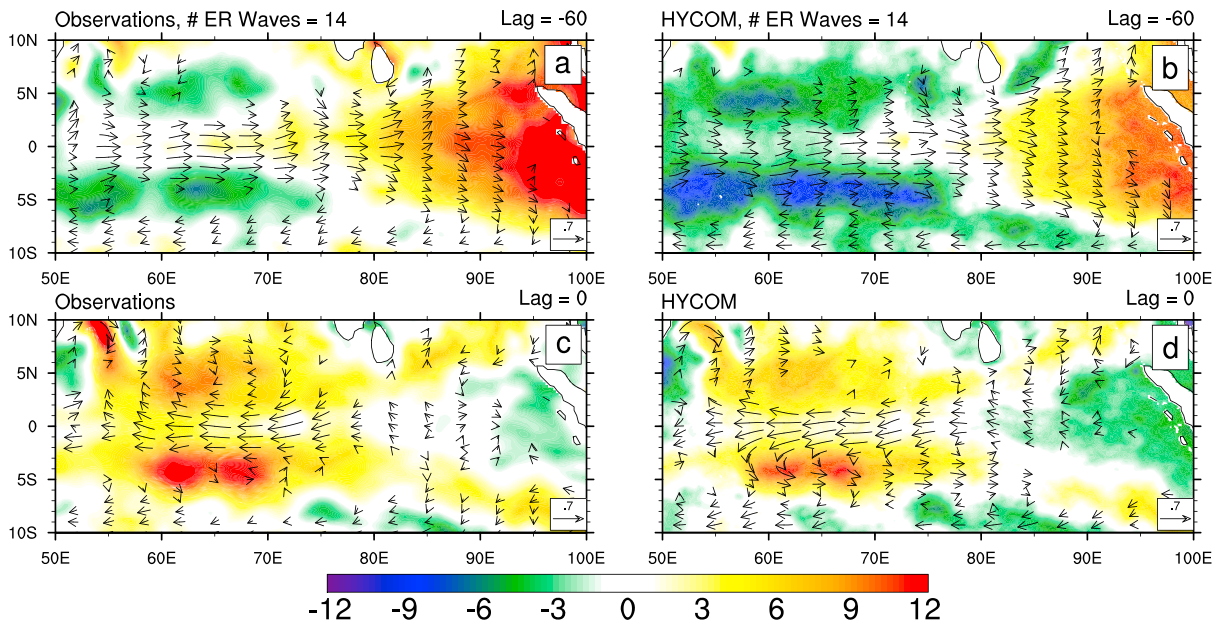 Observations, # ER Waves = 14 Lag = -60
HYCOM, # ER Waves = 14 Lag = -60
10N
5N
0
5S
10S
a
b
.7
.7
50E 60E 70E 80E 90E 100E
50E 60E 70E 80E 90E 100E
Observations Lag = 0
HYCOM Lag = 0
10N
5N
0
5S
10S
c
d
.7
.7
50E 60E 70E 80E 90E 100E
50E 60E 70E 80E 90E 100E
-12 -9 -6 -3 0 3 6 9 12